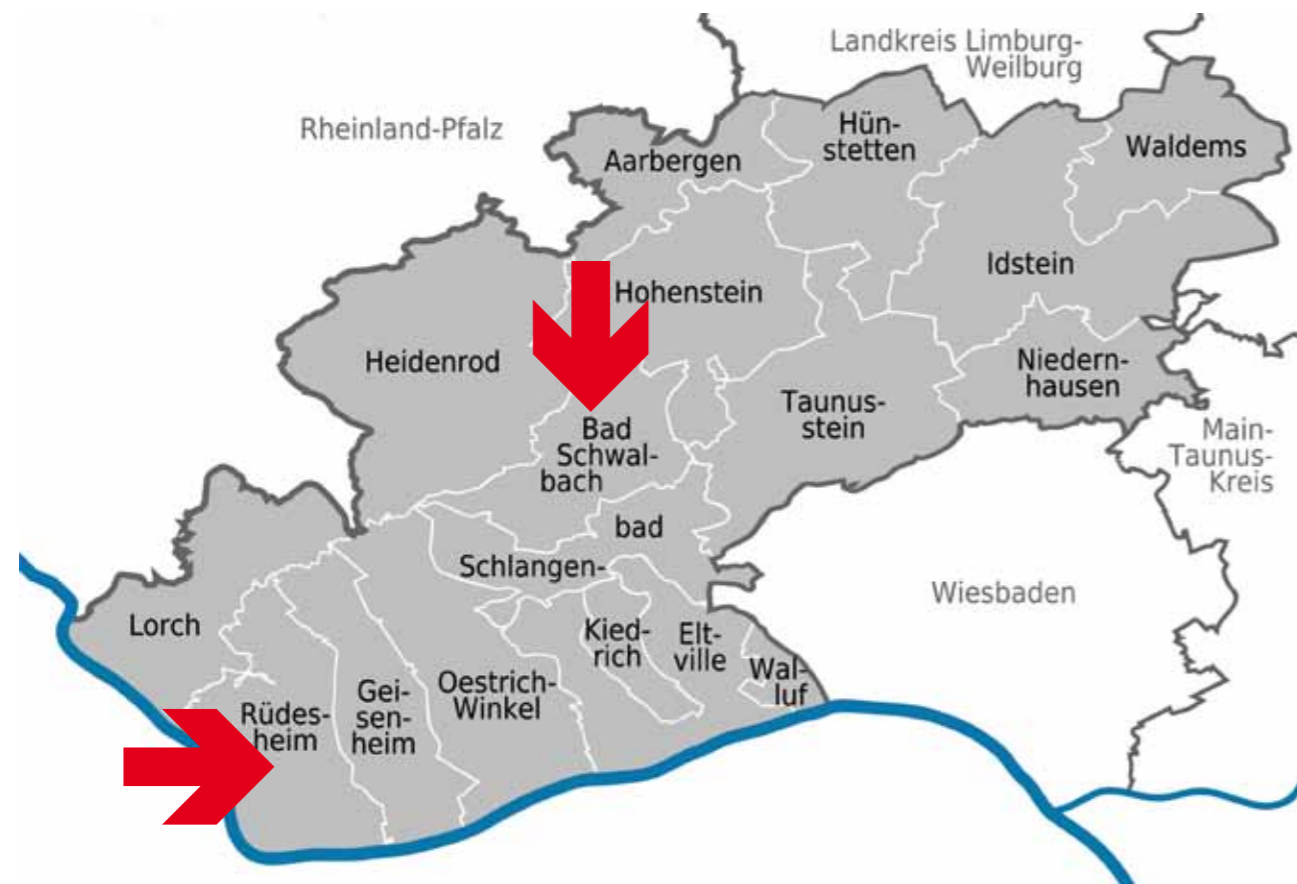 Landkreis Limburg-
Weilburg
Rheinland-Pfalz
Hün-
stetten
Aarbergen
Waldems
Idstein
Hohenstein
Heidenrod
Niedern-
hausen
Taunus-
stein
Bad
Schwal-
bach
Main-
Taunus-
Kreis
bad
Schlangen-
Wiesbaden
Lorch
Kied-
rich
Elt-
ville
Wal-
luf
Oestrich-
Winkel
Gei-
sen-
heim
Rüdes-
heim